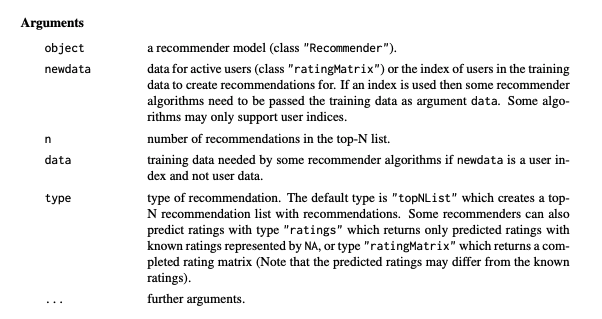 Arguments
object a recommender model (class "Recommender").
newdata data for active users (class "ratingMatrix") or the index of users in the training
data to create recommendations for. If an index is used then some recommender
algorithms need to be passed the training data as argument data. Some algo-
rithms may only support user indices.
n number of recommendations in the top-N list.
data training data needed by some recommender algorithms if newdata is a user in-
dex and not user data.
type type of recommendation. The default type is "topNList" which creates a top-
N recommendation list with recommendations. Some recommenders can also
predict ratings with type "ratings" which returns only predicted ratings with
known ratings represented by NA, or type "ratingMatrix" which returns a com-
pleted rating matrix (Note that the predicted ratings may differ from the known
ratings).
... further arguments.